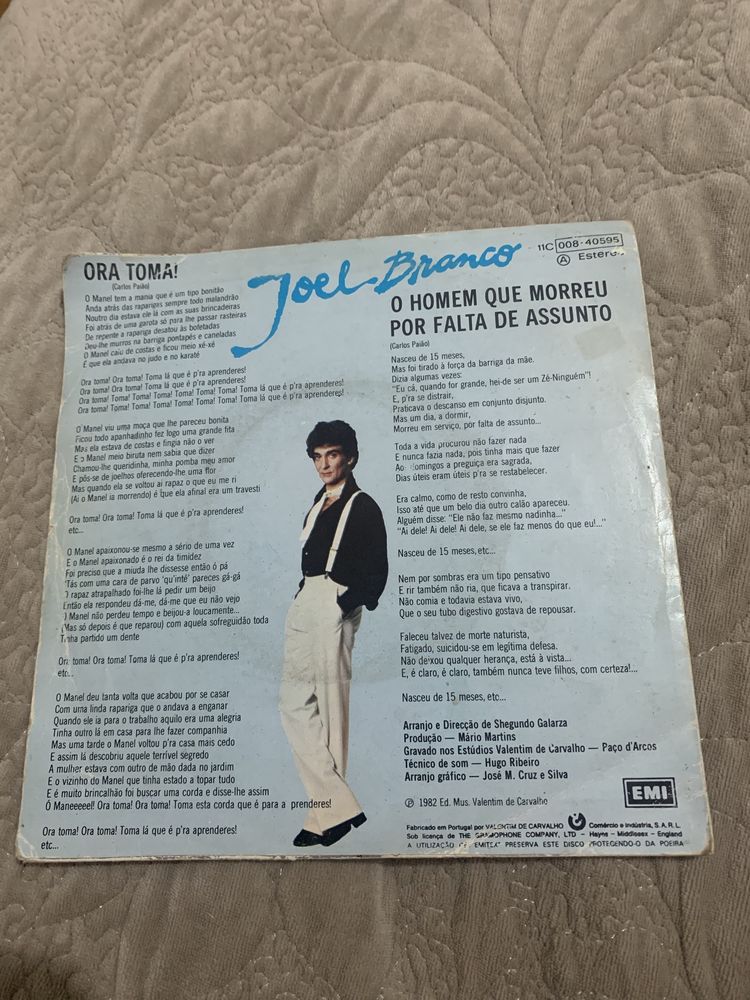 ORA TOMA!
(Carlos Paião)
O Manel tem a mania que é um tipo bonitão
Anda atrás das raparigas sempre todo malandrão
Noutro dia estava ele lá com as suas brincadeiras
Foi atrás de uma garota só para lhe passar rasteiras
De repente a rapariga desatou às bofetadas
Deu-lhe murros na barriga pontapés e caneladas
O Manel caiu de costas e ficou meio xé-xé
É que ela andava no judo e no karaté
Ora toma! Ora toma! Toma lá que é p'ra aprenderes!
Ora toma! Ora toma! Toma lá que é p'ra aprenderes!
Ora toma! Toma! Toma! Toma! Toma! Toma! Toma! Toma lá que é p'ra aprenderes!
Ora toma! Toma! Toma! Toma! Toma! Toma! Toma! Toma lá que é p'ra aprenderes!
O Manel viu uma moça que lhe pareceu bonita
Ficou todo apanhadinho fez logo uma grande fita
Mas ela estava de costas e fingia não o ver
E o Manel meio biruta nem sabia que dizer
Chamou-lhe queridinha, minha pomba meu amor
E pôs-se de joelhos oferecendo-lhe uma flor
Mas quando ela se voltou ai rapaz o que eu me ri
(Ai o Manel ia morrendo) é que ela afinal era um travesti
Ora toma! Ora toma! Toma lá que é p'ra aprenderes!
etc...
O Manel apaixonou-se mesmo a sério de uma vez
E o Manel apaixonado é o rei da timidez
Foi preciso que a miuda lhe dissesse então ó pá
'Tás com uma cara de parvo 'qu'inté' pareces gá-gá
O rapaz atrapalhado foi-lhe lá pedir um beijo
Então ela respondeu dá-me, dá-me que eu não vejo
O Manel não perdeu tempo e beijou-a loucamente...
(Mas só depois é que reparou) com aquela sofreguidão toda
Tinha partido um dente
Ora toma! Ora toma! Toma lá que é p'ra aprenderes!
etc...
O Manel deu tanta volta que acabou por se casar
Com uma linda rapariga que o andava a enganar
Quando ele ia para o trabalho aquilo era uma alegria
Tinha outro lá em casa para lhe fazer companhia
Mas uma tarde o Manel voltou p'ra casa mais cedo
E assim lá descobriu aquele terrível segredo
A mulher estava com outro de mão dada no jardim
E o vizinho do Manel que tinha estado a topar tudo
E é muito brincalhão foi buscar uma corda e disse-lhe assim
Ó Maneeeeel! Ora toma! Ora toma! Toma esta corda que é para a prenderes!
Ora toma! Ora toma! Toma lá que é p'ra aprenderes!
etc...
Joel Branco
11C 008-40595
A Estereo
O HOMEM QUE MORREU
POR FALTA DE ASSUNTO
(Carlos Paião)
Nasceu de 15 meses,
Mas foi tirado à força da barriga da mãe.
Dizia algumas vezes:
"Eu cá, quando for grande, hei-de ser um Zé-Ninguém"!
E, p'ra se distrair,
Praticava o descanso em conjunto disjunto.
Mas um dia, a dormir,
Morreu em serviço, por falta de assunto...
Toda a vida procurou não fazer nada
E nunca fazia nada, pois tinha mais que fazer
Ao domingos a preguiça era sagrada,
Dias úteis eram úteis p'ra se restabelecer.
Era calmo, como de resto convinha,
Isso até que um belo dia outro calão apareceu.
Alguém disse: "Ele não faz mesmo nadinha..."
"Ai dele! Ai dele, se ele faz menos do que eu!..."
Nasceu de 15 meses, etc...
Nem por sombras era um tipo pensativo
E rir também não ria, que ficava a transpirar.
Não comia e todavia estava vivo,
O que o seu tubo digestivo gostava de repousar.
Faleceu talvez de morte naturista,
Fatigado, suicidou-se em legítima defesa.
Não deixou qualquer herança, está à vista...
E, é claro, é claro, também nunca teve filhos, com certeza!...
Nasceu de 15 meses, etc...
Arranjo e Direcção de Shegundo Galarza
Produção — Mário Martins
Gravado nos Estúdios Valentim de Carvalho — Paço d'Arcos
Técnico de som — Hugo Ribeiro
Arranjo gráfico — José M. Cruz e Silva
℗ 1982 Ed. Mus. Valentim de Carvalho
EMI
Fabricado em Portugal por VALENTIM DE CARVALHO Comércio e Indústria, S.A.R.L.
Sob licença de THE GRAMOPHONE COMPANY, LTD — Hayes - Middlesex - England
A UTILIZAÇÃO DE "EMITEX" PRESERVA ESTE DISCO PROTEGENDO-O DA POEIRA